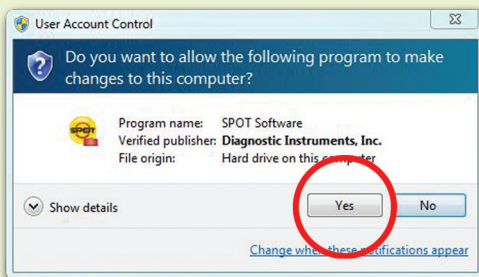 User Account Control
Do you want to allow the following program to make
changes to this computer?
SPOT
Program name: SPOT Software
Verified publisher: Diagnostic Instruments, Inc.
File origin: Hard drive on this computer
Show details
Yes
No
Change when these notifications appear